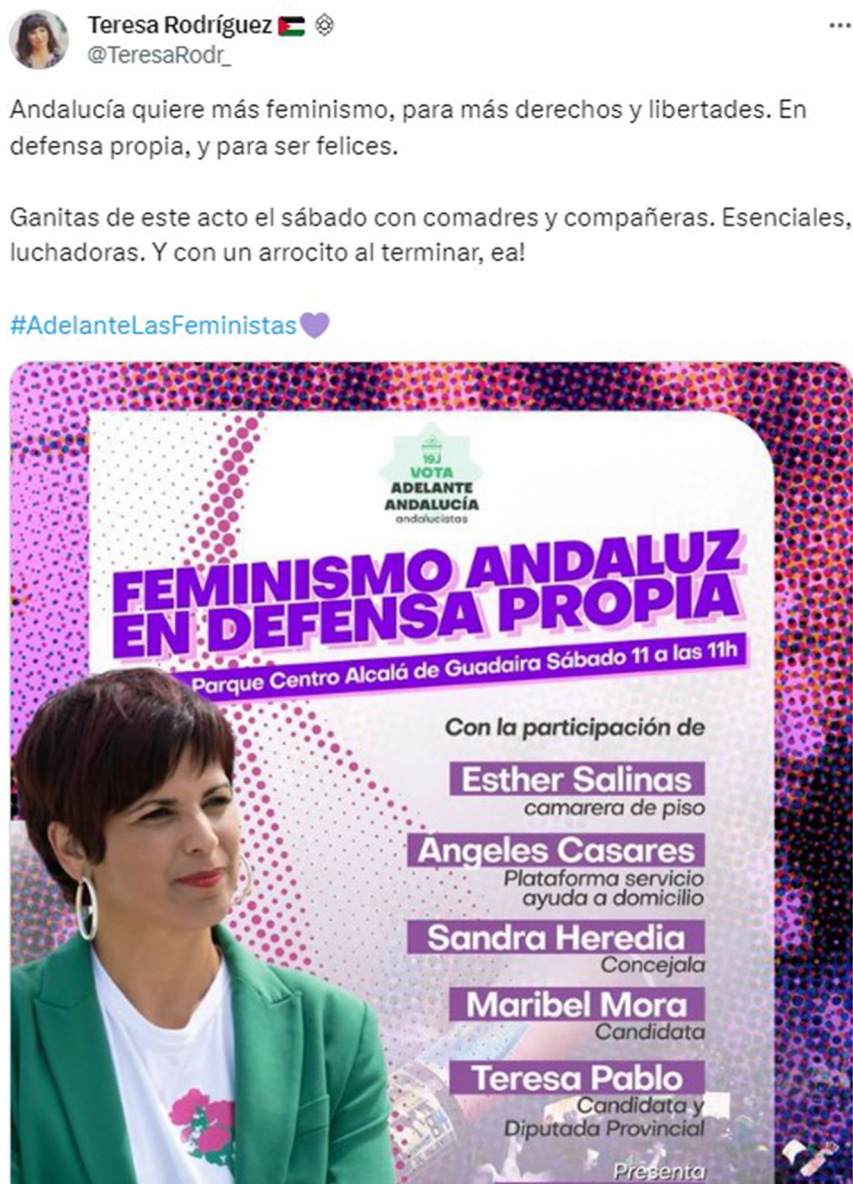 Teresa Rodríguez
@TeresaRodr_
Andalucía quiere más feminismo, para más derechos y libertades. En
defensa propia, y para ser felices.
Ganitas de este acto el sábado con comadres y compañeras. Esenciales,
luchadoras. Y con un arrocito al terminar, ea!
#AdelanteLasFeministas
19J
VOTA
ADELANTE
ANDALUCÍA
andalucistas
FEMINISMO ANDALUZ
EN DEFENSA PROPIA
Parque Centro Alcalá de Guadaira Sábado 11 a las 11h
Con la participación de
Esther Salinas
camarera de piso
Ángeles Casares
Plataforma servicio
ayuda a domicilio
Sandra Heredia
Concejala
Maribel Mora
Candidata
Teresa Pablo
Candidata y
Diputada Provincial
Presenta